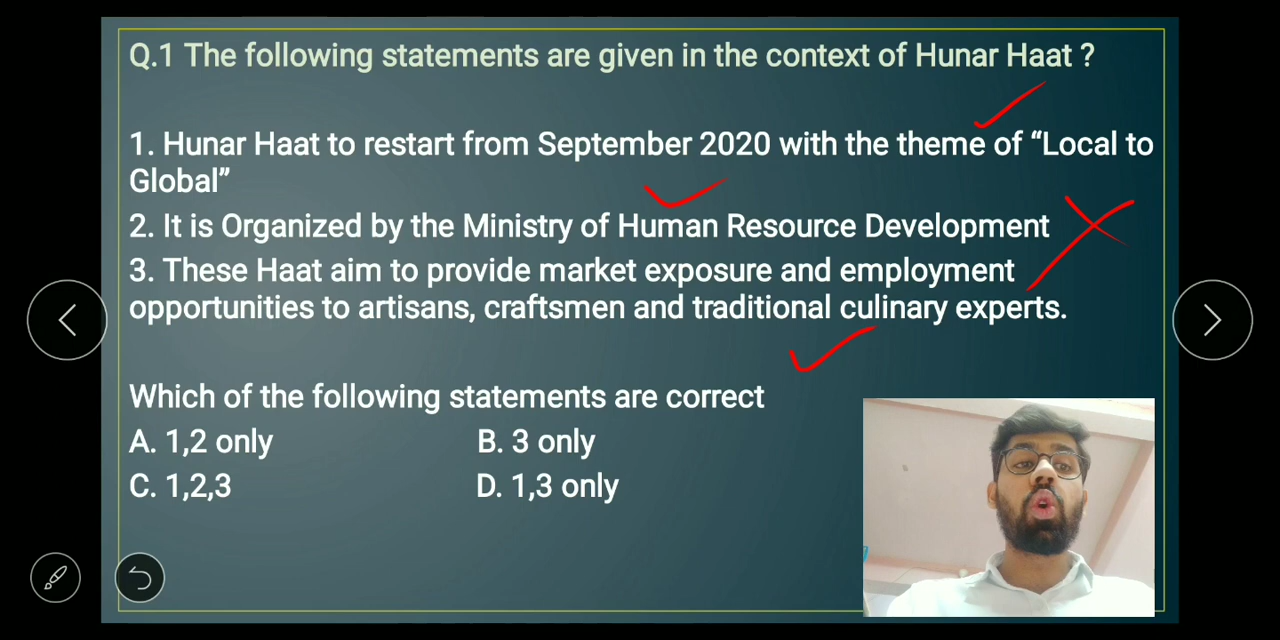 Q.1 The following statements are given in the context of Hunar Haat ?
1. Hunar Haat to restart from September 2020 with the theme of “Local to
Global”
2. It is Organized by the Ministry of Human Resource Development
3. These Haat aim to provide market exposure and employment
opportunities to artisans, craftsmen and traditional culinary experts.
Which of the following statements are correct
A. 1,2 only
B. 3 only
C. 1,2,3
D. 1,3 only